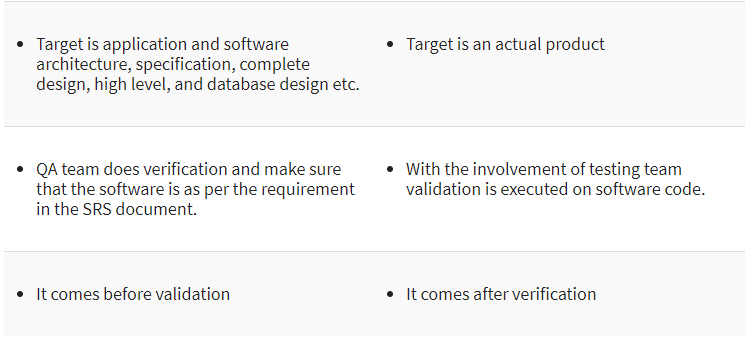 • Target is application and software
architecture, specification, complete
design, high level, and database design etc.
• Target is an actual product
• QA team does verification and make sure
that the software is as per the requirement
in the SRS document.
• With the involvement of testing team
validation is executed on software code.
• It comes before validation
• It comes after verification